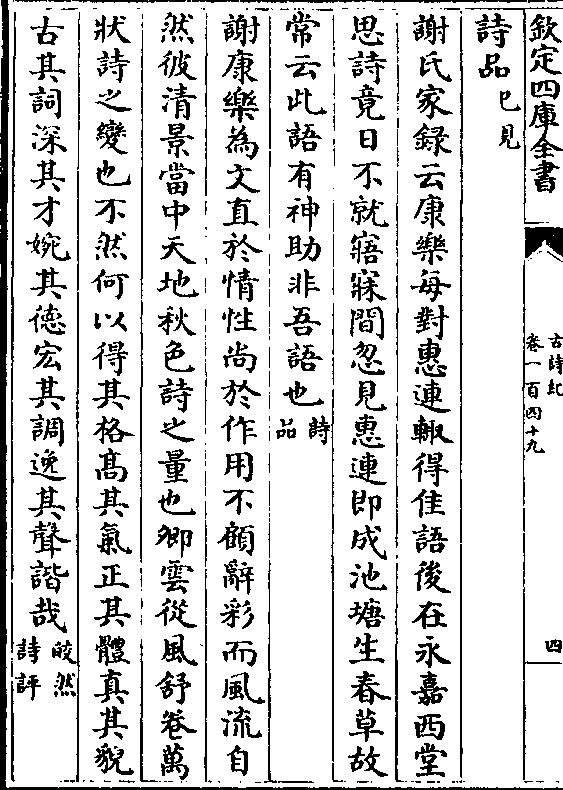 欽定四庫全書
古詩紀
卷一百四十九
四
詩品已見
謝氏家錄云康樂每對惠連輙得佳語後在永嘉西堂
思詩竟日不就寤寐間忽見惠連即成池塘生春草故
常云此語有神助非吾語也詩品
謝康樂為文直於情性尚於作用不顧辭彩而風流自
然彼清景當中天地秋色詩之量也卿雲從風舒卷萬
狀詩之變也不然何以得其格髙其氣正其體真其貌
古其詞深其才婉其德宏其調逸其聲諧哉皎然詩評